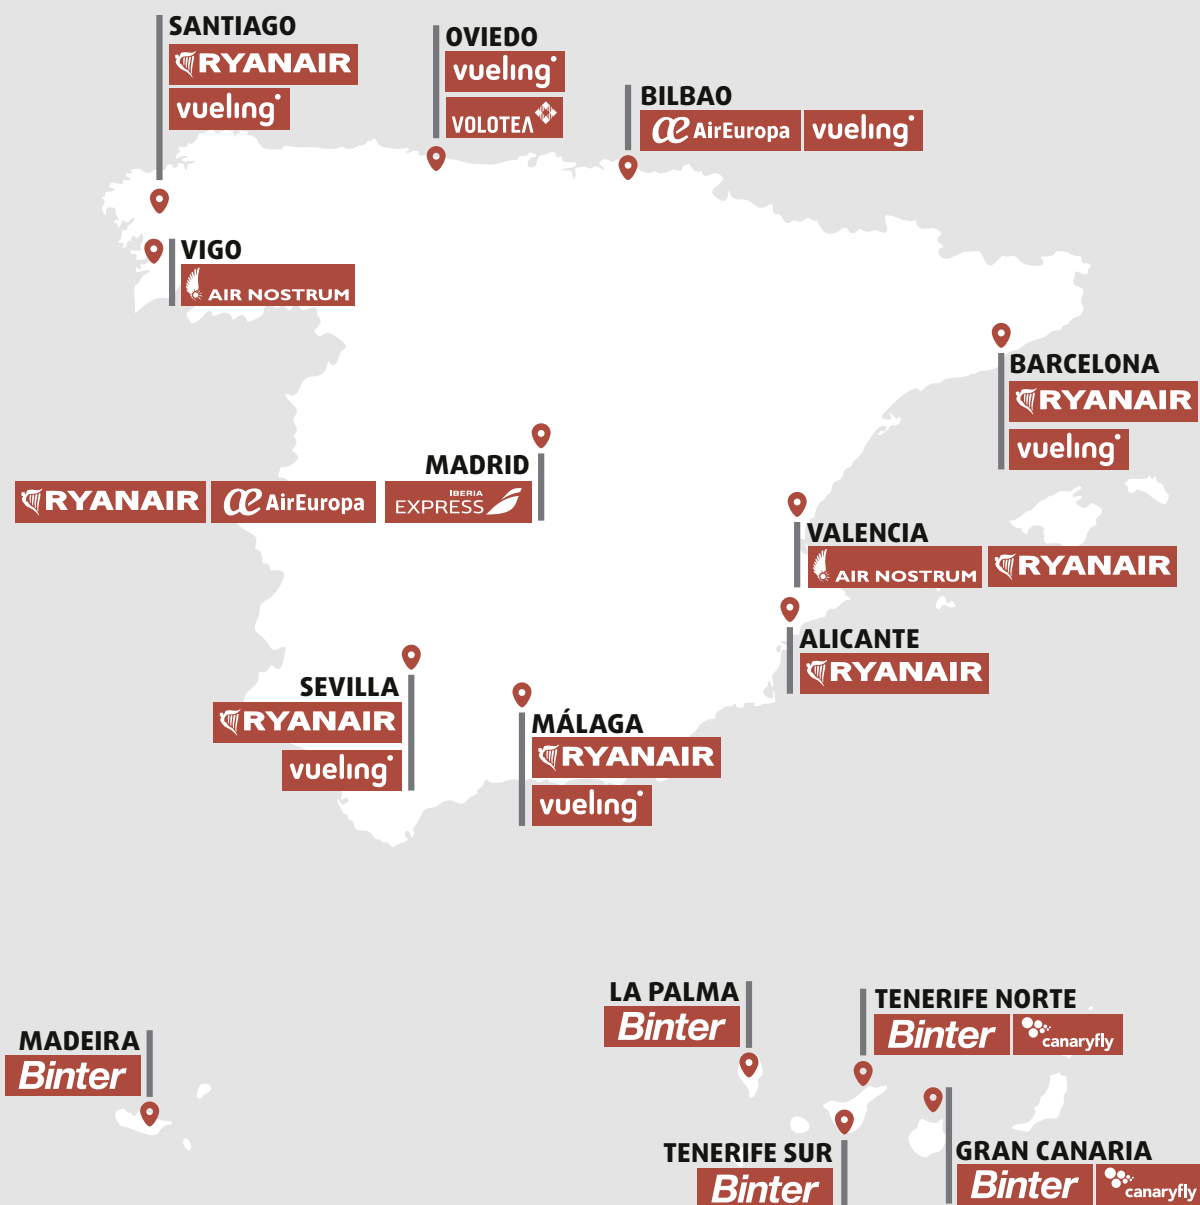 SANTIAGO
RYANAIR
vueling
OVIEDO
vueling
VOLOTEA
BILBAO
AirEuropa vueling
VIGO
AIR NOSTRUM
BARCELONA
RYANAIR
vueling
MADRID
RYANAIR AirEuropa IBERIA EXPRESS
VALENCIA
AIR NOSTRUM RYANAIR
ALICANTE
RYANAIR
SEVILLA
RYANAIR
vueling
MÁLAGA
RYANAIR
vueling
LA PALMA
Binter
TENERIFE NORTE
Binter canaryfly
MADEIRA
Binter
TENERIFE SUR
Binter
GRAN CANARIA
Binter canaryfly